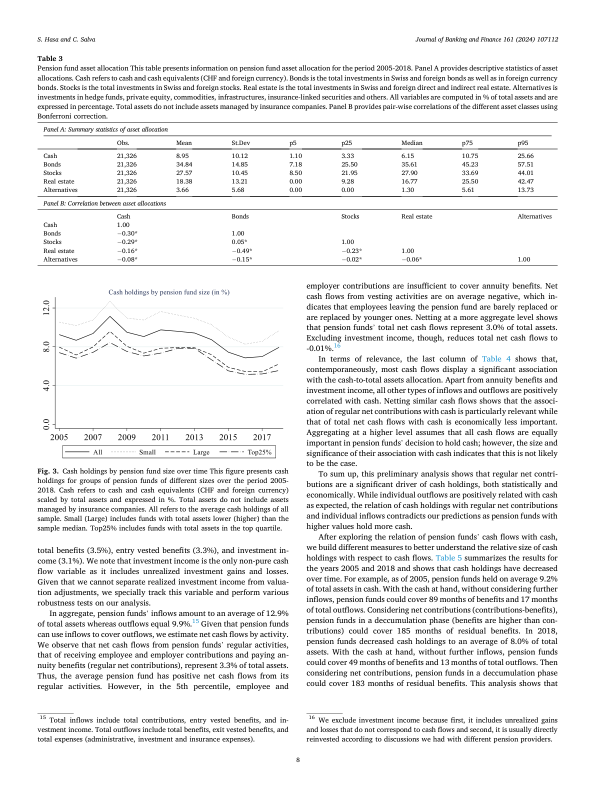 S. Hasa and C. Salva
Journal of Banking and Finance 161 (2024) 107112
Table 3
Pension fund asset allocation This table presents information on pension fund asset allocation for the period 2005-2018. Panel A provides descriptive statistics of asset
allocations. Cash refers to cash and cash equivalents (CHF and foreign currency). Bonds is the total investments in Swiss and foreign bonds as well as in foreign currency
bonds. Stocks is the total investments in Swiss and foreign stocks. Real estate is the total investments in Swiss and foreign direct and indirect real estate. Alternatives is
investments in hedge funds, private equity, commodities, infrastructures, insurance-linked securities and others. All variables are computed in % of total assets and are
expressed in percentage. Total assets do not include assets managed by insurance companies. Panel B provides pair-wise correlations of the different asset classes using
Bonferroni correction.
Panel A: Summary statistics of asset allocation
Obs. Mean St.Dev p5 p25 Median p75 p95
Cash 21,326 8.95 10.12 1.10 3.33 6.15 10.75 25.66
Bonds 21,326 34.84 14.85 7.18 25.50 35.61 45.23 57.51
Stocks 21,326 27.57 10.45 8.50 21.95 27.90 33.69 44.01
Real estate 21,326 18.38 13.21 0.00 9.28 16.77 25.50 42.47
Alternatives 21,326 3.66 5.68 0.00 0.00 1.30 5.61 13.73
Panel B: Correlation between asset allocations
Cash Bonds Stocks Real estate Alternatives
Cash 1.00
Bonds −0.30* 1.00
Stocks −0.29* 0.05* 1.00
Real estate −0.16* −0.49* −0.23* 1.00
Alternatives −0.08* −0.15* −0.02* −0.06* 1.00
Cash holdings by pension fund size (in %)
12.0
8.0
4.0
0.0
2005 2007 2009 2011 2013 2015 2017
All Small Large Top25%
Fig. 3. Cash holdings by pension fund size over time This figure presents cash
holdings for groups of pension funds of different sizes over the period 2005-
2018. Cash refers to cash and cash equivalents (CHF and foreign currency)
scaled by total assets and expressed in %. Total assets do not include assets
managed by insurance companies. All refers to the average cash holdings of all
sample. Small (Large) includes funds with total assets lower (higher) than the
sample median. Top25% includes funds with total assets in the top quartile.
total benefits (3.5%), entry vested benefits (3.3%), and investment in-
come (3.1%). We note that investment income is the only non-pure cash
flow variable as it includes unrealized investment gains and losses.
Given that we cannot separate realized investment income from valua-
tion adjustments, we specially track this variable and perform various
robustness tests on our analysis.
In aggregate, pension funds' inflows amount to an average of 12.9%
of total assets whereas outflows equal 9.9%.15 Given that pension funds
can use inflows to cover outflows, we estimate net cash flows by activity.
We observe that net cash flows from pension funds' regular activities,
that of receiving employee and employer contributions and paying an-
nuity benefits (regular net contributions), represent 3.3% of total assets.
Thus, the average pension fund has positive net cash flows from its
regular activities. However, in the 5th percentile, employee and
15 Total inflows include total contributions, entry vested benefits, and in-
vestment income. Total outflows include total benefits, exit vested benefits, and
total expenses (administrative, investment and insurance expenses).
employer contributions are insufficient to cover annuity benefits. Net
cash flows from vesting activities are on average negative, which in-
dicates that employees leaving the pension fund are barely replaced or
are replaced by younger ones. Netting at a more aggregate level shows
that pension funds' total net cash flows represent 3.0% of total assets.
Excluding investment income, though, reduces total net cash flows to
-0.01%.16
In terms of relevance, the last column of Table 4 shows that,
contemporaneously, most cash flows display a significant association
with the cash-to-total assets allocation. Apart from annuity benefits and
investment income, all other types of inflows and outflows are positively
correlated with cash. Netting similar cash flows shows that the associ-
ation of regular net contributions with cash is particularly relevant while
that of total net cash flows with cash is economically less important.
Aggregating at a higher level assumes that all cash flows are equally
important in pension funds' decision to hold cash; however, the size and
significance of their association with cash indicates that this is not likely
to be the case.
To sum up, this preliminary analysis shows that regular net contri-
butions are a significant driver of cash holdings, both statistically and
economically. While individual outflows are positively related with cash
as expected, the relation of cash holdings with regular net contributions
and individual inflows contradicts our predictions as pension funds with
higher values hold more cash.
After exploring the relation of pension funds' cash flows with cash,
we build different measures to better understand the relative size of cash
holdings with respect to cash flows. Table 5 summarizes the results for
the years 2005 and 2018 and shows that cash holdings have decreased
over time. For example, as of 2005, pension funds held on average 9.2%
of total assets in cash. With the cash at hand, without considering further
inflows, pension funds could cover 89 months of benefits and 17 months
of total outflows. Considering net contributions (contributions-benefits),
pension funds in a deccumulation phase (benefits are higher than con-
tributions) could cover 185 months of residual benefits. In 2018,
pension funds decreased cash holdings to an average of 8.0% of total
assets. With the cash at hand, without further inflows, pension funds
could cover 49 months of benefits and 13 months of total outflows. Then
considering net contributions, pension funds in a deccumulation phase
could cover 183 months of residual benefits. This analysis shows that
16 We exclude investment income because first, it includes unrealized gains
and losses that do not correspond to cash flows and second, it is usually directly
reinvested according to discussions we had with different pension providers.
8